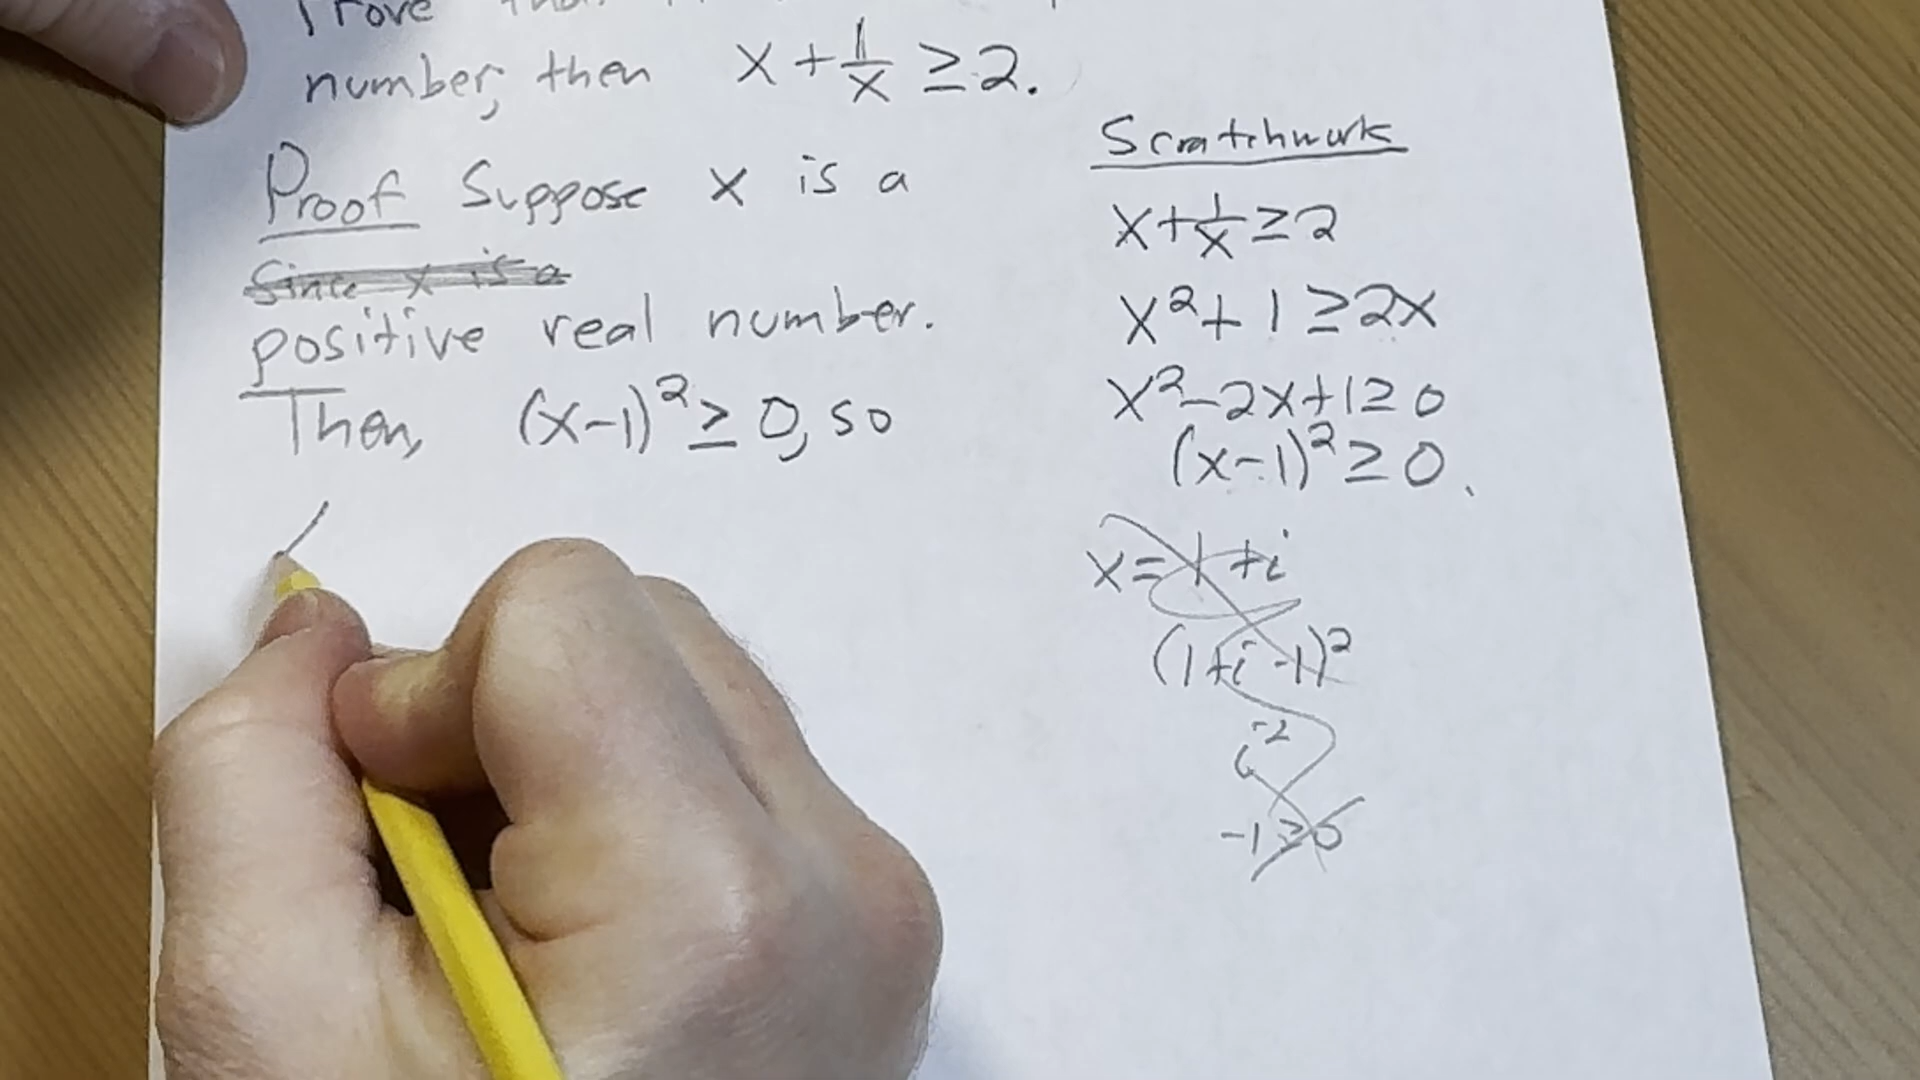 Prove
number, then x + 1/x ≥ 2.
Proof Suppose x is a
Since x is a
positive real number.
Then, (x-1)² ≥ 0, so
Scratchwork
x + 1/x ≥ 2
x² + 1 ≥ 2x
x² - 2x + 1 ≥ 0
(x-1)² ≥ 0.
x = 1 + i
(1 + i - 1)²
i²
-1 ≥ 0